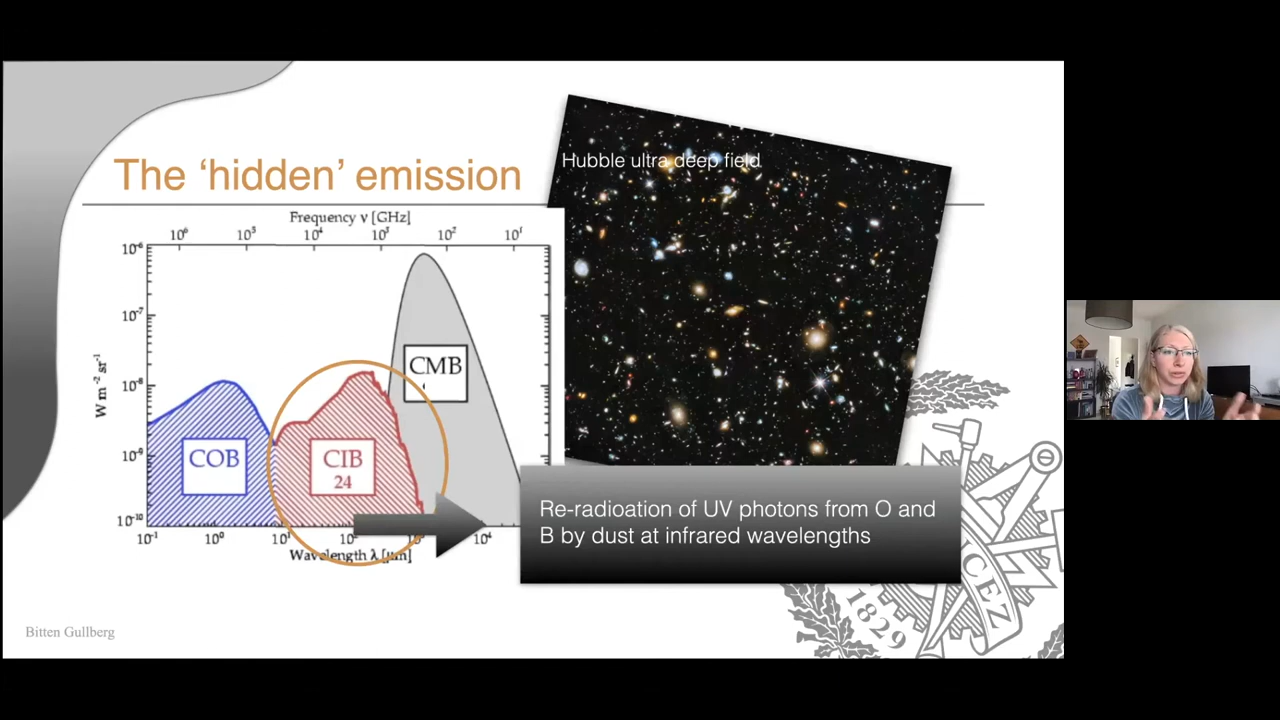 The ‘hidden’ emission
Hubble ultra deep field
Frequency ν [GHz]
10⁶ 10⁵ 10⁴ 10³ 10² 10¹
10⁻⁶
10⁻⁷
10⁻⁸
10⁻⁹
10⁻¹⁰
W m⁻² sr⁻¹
CMB
COB
CIB
24
10⁻¹ 10⁰ 10¹ 10² 10⁴
Wavelength λ [μm]
Re-radioation of UV photons from O and
B by dust at infrared wavelengths
1829
Bitten Gullberg